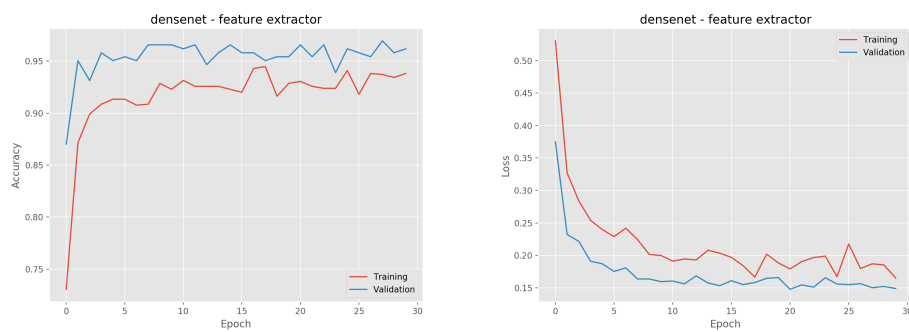 densenet - feature extractor
0.95
0.90
0.85
0.80
0.75
Accuracy
0 5 10 15 20 25 30
Epoch
Training
Validation
densenet - feature extractor
0.50
0.45
0.40
0.35
0.30
0.25
0.20
0.15
Loss
0 5 10 15 20 25 30
Epoch
Training
Validation